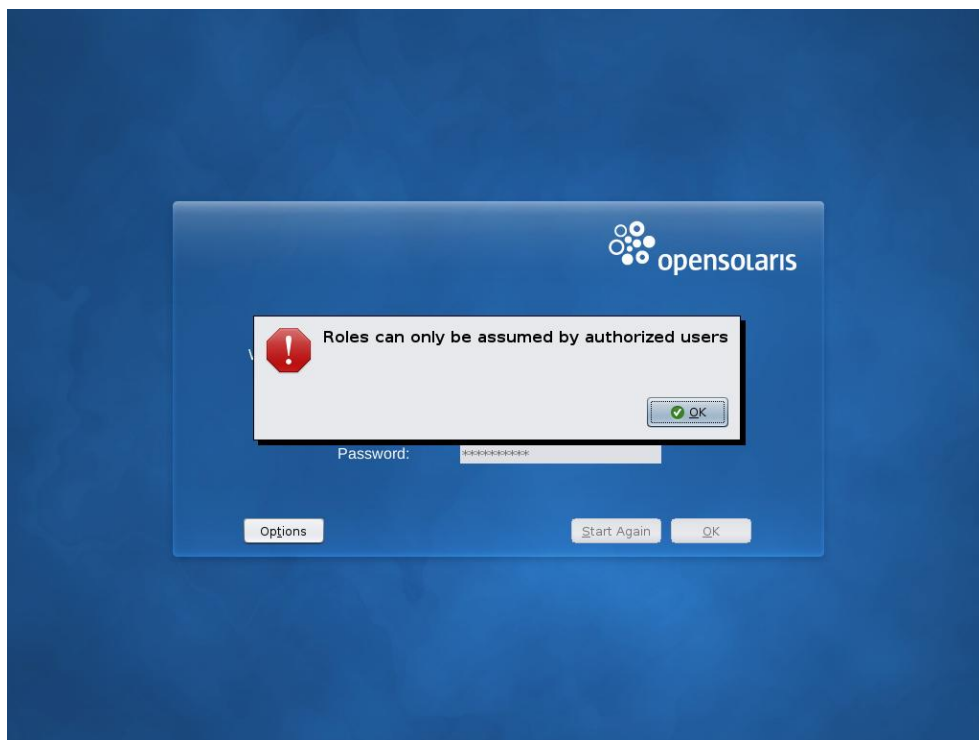 opensolaris
Roles can only be assumed by authorized users
OK
Password: **********
Options
Start Again
OK